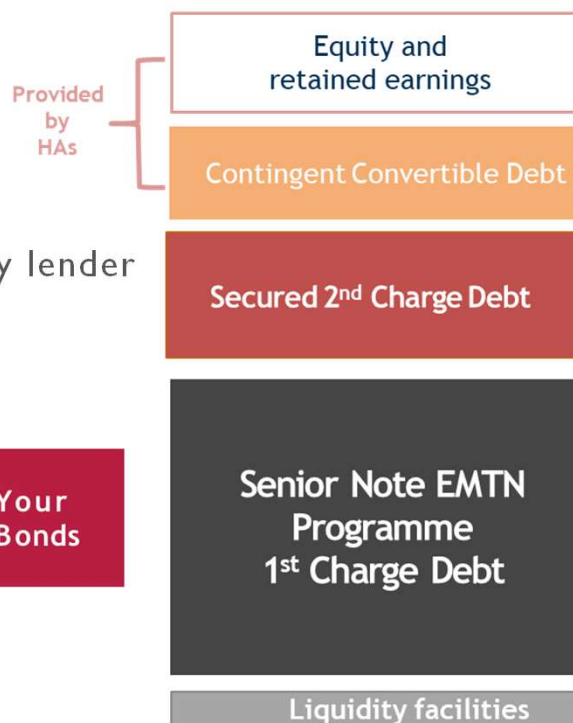 Equity and
retained earnings
Provided
by
HAs
Contingent Convertible Debt
y lender
Secured 2nd Charge Debt
Your
Bonds
Senior Note EMTN
Programme
1st Charge Debt
Liquidity facilities